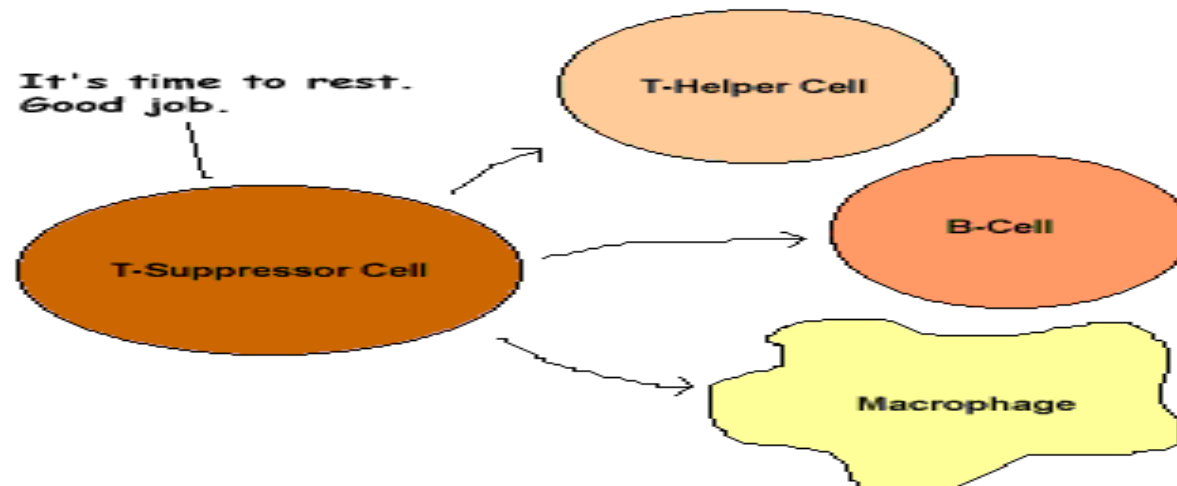 It's time to rest.
Good job.
T-Helper Cell
B-Cell
T-Suppressor Cell
Macrophage